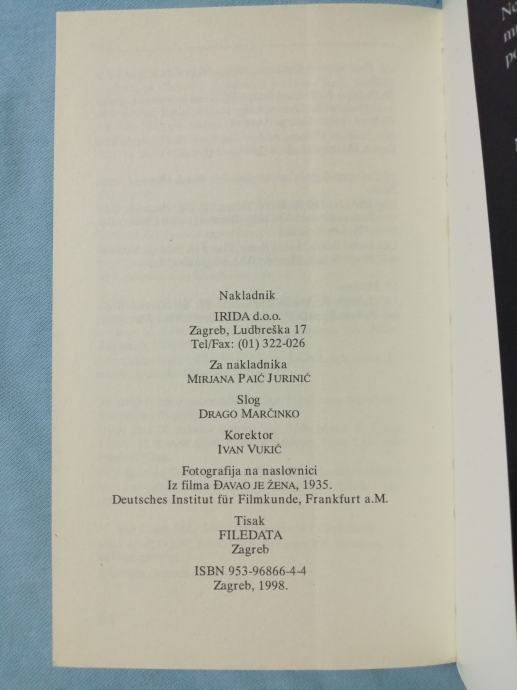 Nakladnik
IRIDA d.o.o.
Zagreb, Ludbreška 17
Tel/Fax: (01) 322-026
Za nakladnika
MIRJANA PAIĆ JURINIĆ
Slog
DRAGO MARČINKO
Korektor
IVAN VUKIĆ
Fotografija na naslovnici
Iz filma ĐAVAO JE ŽENA, 1935.
Deutsches Institut für Filmkunde, Frankfurt a.M.
Tisak
FILEDATA
Zagreb
ISBN 953-96866-4-4
Zagreb, 1998.